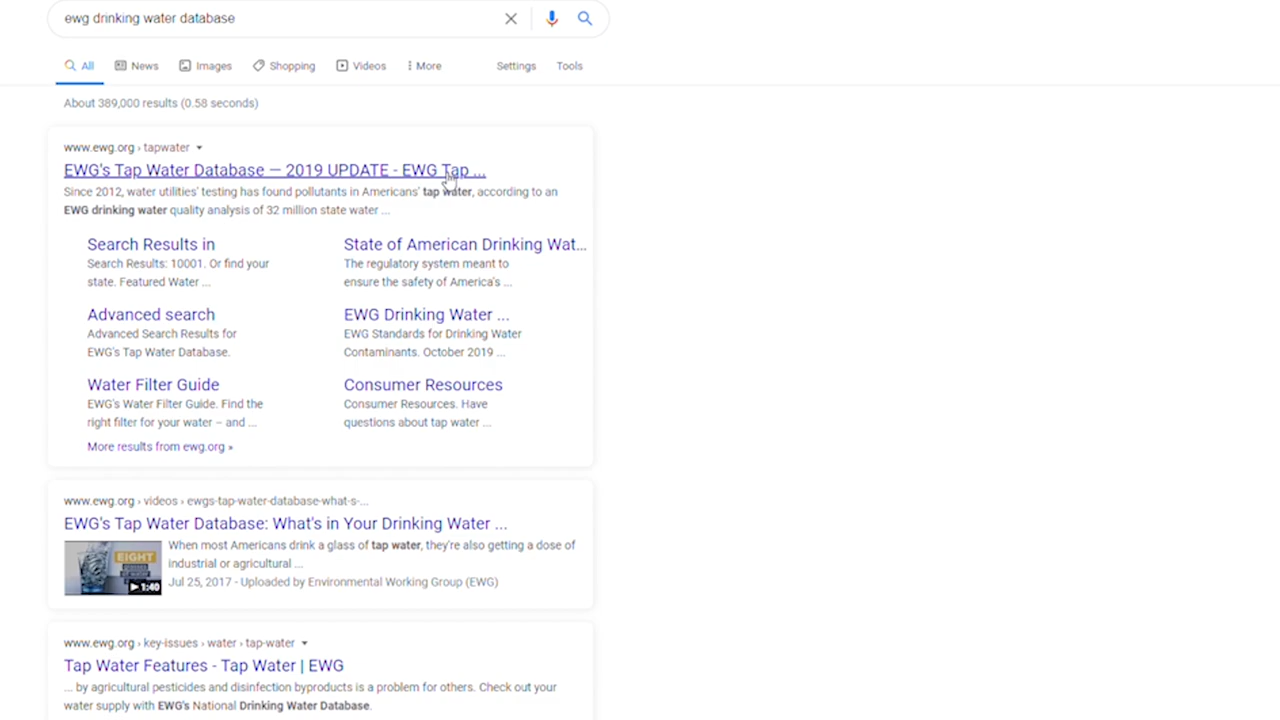 ewg drinking water database
All News Images Shopping Videos More Settings Tools
About 389,000 results (0.58 seconds)
www.ewg.org › tapwater
EWG's Tap Water Database — 2019 UPDATE - EWG Tap ...
Since 2012, water utilities' testing has found pollutants in Americans' tap water, according to an
EWG drinking water quality analysis of 32 million state water ...
Search Results in
Search Results: 10001. Or find your
state. Featured Water ...
State of American Drinking Wat...
The regulatory system meant to
ensure the safety of America's ...
Advanced search
Advanced Search Results for
EWG's Tap Water Database.
EWG Drinking Water ...
EWG Standards for Drinking Water
Contaminants. October 2019 ...
Water Filter Guide
EWG's Water Filter Guide. Find the
right filter for your water – and ...
Consumer Resources
Consumer Resources. Have
questions about tap water ...
More results from ewg.org »
www.ewg.org › videos › ewgs-tap-water-database-what-s-...
EWG's Tap Water Database: What's in Your Drinking Water ...
EIGHT
1:40
When most Americans drink a glass of tap water, they're also getting a dose of
industrial or agricultural ...
Jul 25, 2017 - Uploaded by Environmental Working Group (EWG)
www.ewg.org › key-issues › water › tap-water
Tap Water Features - Tap Water | EWG
... by agricultural pesticides and disinfection byproducts is a problem for others. Check out your
water supply with EWG's National Drinking Water Database.